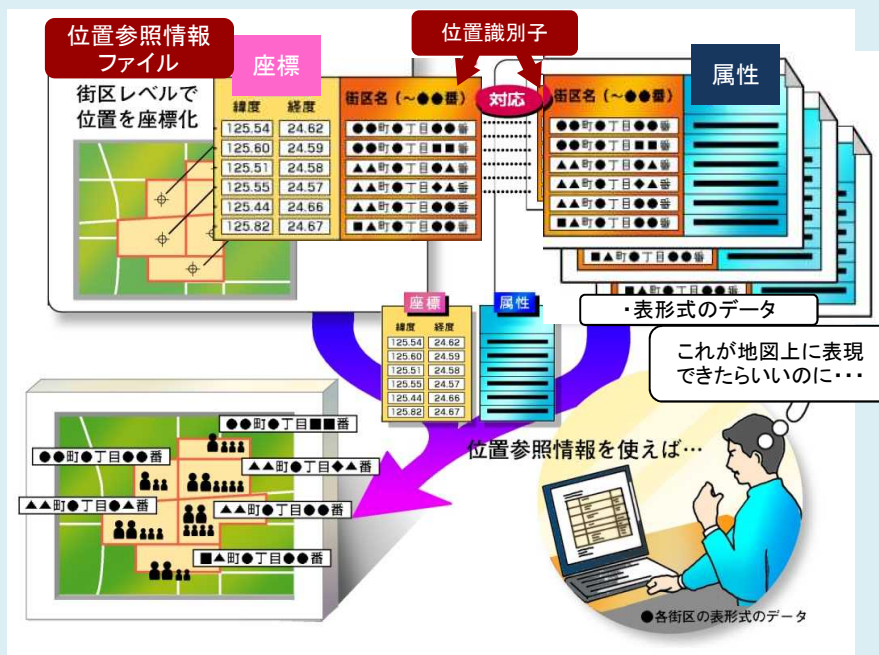 位置参照情報
ファイル
座標
位置識別子
属性
街区レベルで
位置を座標化
緯度 経度 街区名（～●●番）
125.54 24.62 ●●町●丁目●●番
125.60 24.59 ●●町●丁目■■番
125.51 24.58 ▲▲町●丁目●▲番
125.55 24.57 ▲▲町●丁目◆▲番
125.44 24.66 ▲▲町●丁目●●番
125.82 24.67 ■▲町●丁目●●番
対応
街区名（～●●番）
●●町●丁目●●番
●●町●丁目■■番
▲▲町●丁目●▲番
▲▲町●丁目◆▲番
▲▲町●丁目●●番
■▲町●丁目●●番
■▲町●丁目●●番
■▲町●丁目●●番
・表形式のデータ
これが地図上に表現
できたらいいのに・・・
座標
緯度 経度
125.54 24.62
125.60 24.59
125.51 24.58
125.55 24.57
125.44 24.66
125.82 24.67
属性
位置参照情報を使えば…
●●町●丁目■■番
●●町●丁目●●番
▲▲町●丁目◆▲番
▲▲町●丁目●▲番
▲▲町●丁目●●番
■▲町●丁目●●番
●各街区の表形式のデータ